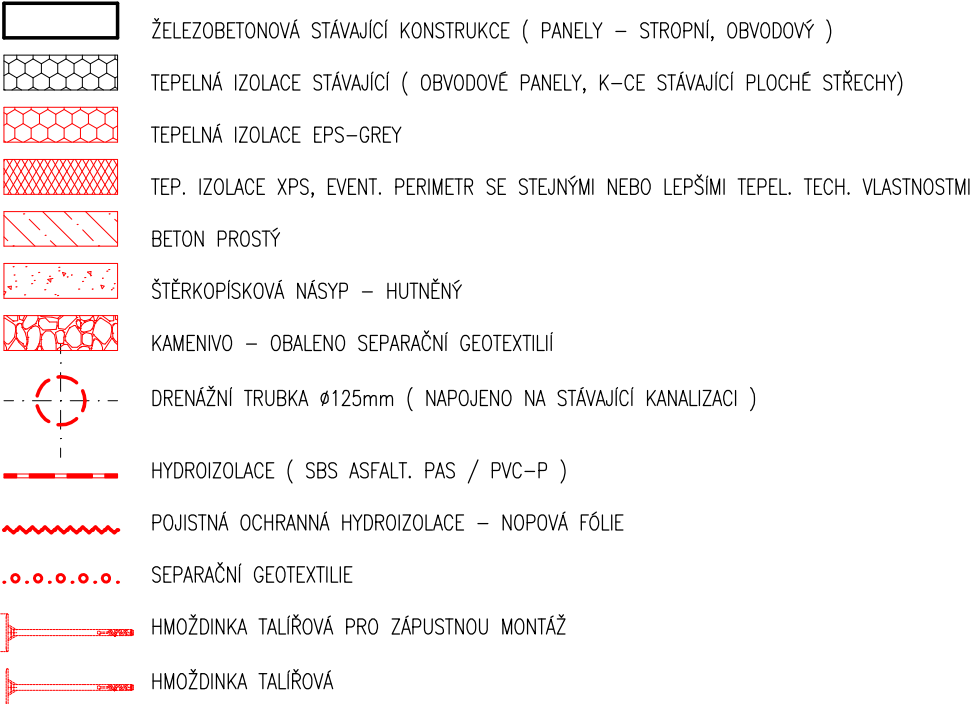 ŽELEZOBETONOVÁ STÁVAJÍCÍ KONSTRUKCE ( PANELY – STROPNÍ, OBVODOVÝ )
TEPELNÁ IZOLACE STÁVAJÍCÍ ( OBVODOVÉ PANELY, K–CE STÁVAJÍCÍ PLOCHÉ STŘECHY)
TEPELNÁ IZOLACE EPS–GREY
TEP. IZOLACE XPS, EVENT. PERIMETR SE STEJNÝMI NEBO LEPŠÍMI TEPEL. TECH. VLASTNOSTMI
BETON PROSTÝ
ŠTĚRKOPÍSKOVÁ NÁSYP – HUTNĚNÝ
KAMENIVO – OBALENO SEPARAČNÍ GEOTEXTILIÍ
DRENÁŽNÍ TRUBKA ø125mm ( NAPOJENO NA STÁVAJÍCÍ KANALIZACI )
HYDROIZOLACE ( SBS ASFALT. PAS / PVC–P )
POJISTNÁ OCHRANNÁ HYDROIZOLACE – NOPOVÁ FÓLIE
SEPARAČNÍ GEOTEXTILIE
HMOŽDINKA TALÍŘOVÁ PRO ZÁPUSTNOU MONTÁŽ
HMOŽDINKA TALÍŘOVÁ